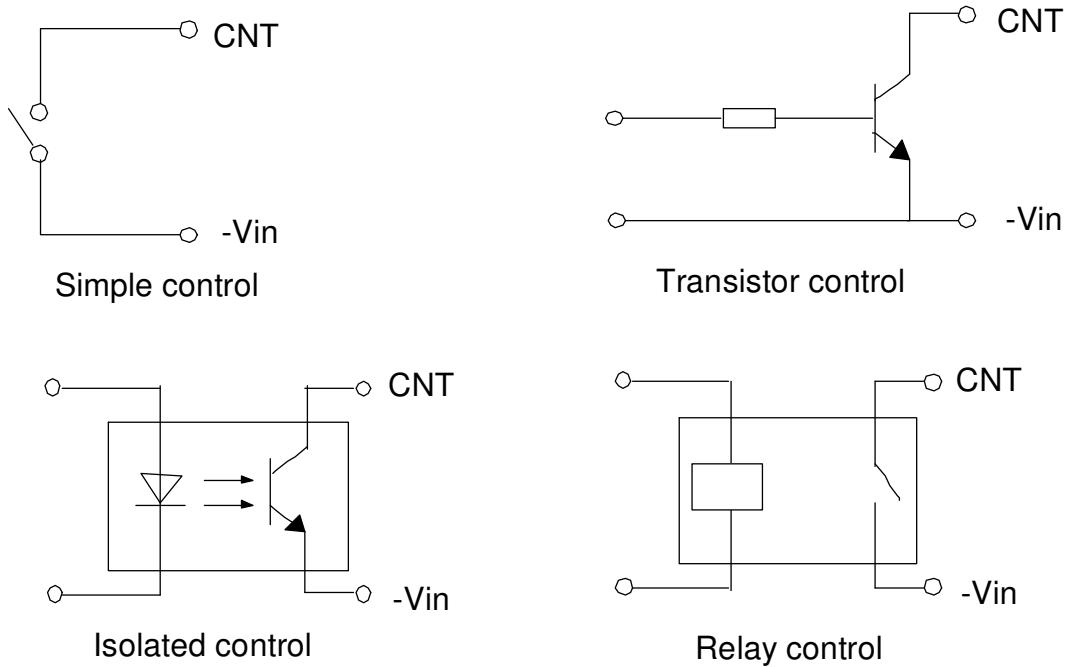 CNT
-Vin
Simple control
CNT
-Vin
Transistor control
CNT
-Vin
Isolated control
CNT
-Vin
Relay control